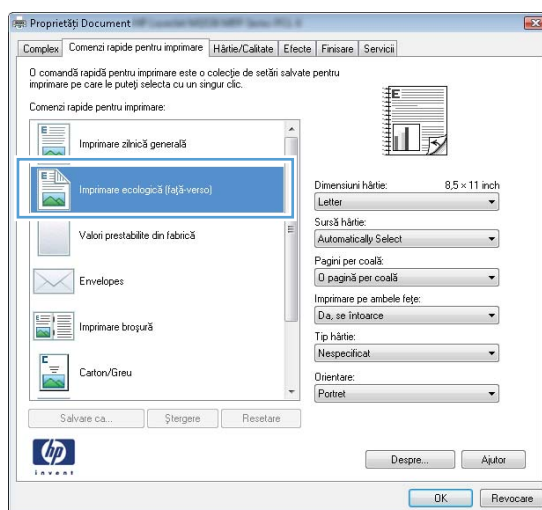 Proprietăți Document
Complex Comenzi rapide pentru imprimare Hârtie/Calitate Efecte Finisare Servicii
O comandă rapidă pentru imprimare este o colecţie de setări salvate pentru
imprimare pe care le puteţi selecta cu un singur clic.
Comenzi rapide pentru imprimare:
Imprimare zilnică generală
Imprimare ecologică (faţă-verso)
Valori prestabilite din fabrică
Envelopes
Imprimare broşură
Carton/Greu
Salvare ca... Ştergere Resetare
E
Dimensiuni hârtie: 8,5 × 11 inch
Letter
Sursă hârtie:
Automatically Select
Pagini per coală:
O pagină per coală
Imprimare pe ambele feţe:
Da, se întoarce
Tip hârtie:
Nespecificat
Orientare:
Portret
hp
invent
Despre... Ajutor
OK Revocare